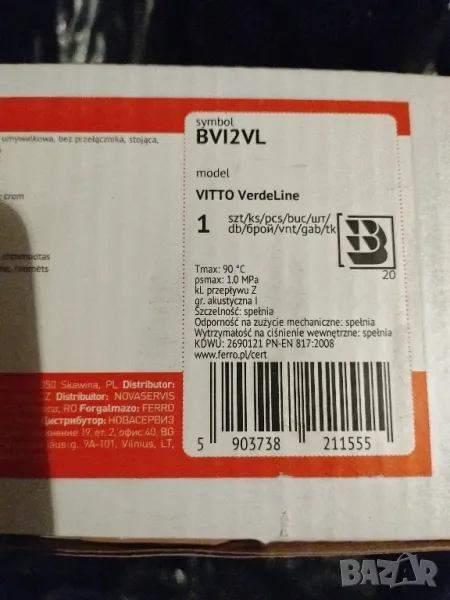 umywalkowa, bez przełącznika, stojąca,
crom
symbol
BVI2VL
model
VITTO VerdeLine
1 szt/ks/pcs/buc/шт/
db/брой/vnt/gab/tk
B
20
Tmax: 90 °C
psmax: 1.0 MPa
kl. przepływu Z
gr. akustyczna I
Szczelność: spełnia
Odporność na zużycie mechaniczne: spełnia
Wytrzymałość na ciśnienie wewnętrzne: spełnia
KDWU: 2690121 PN-EN 817:2008
www.ferro.pl/cert
050 Skawina, PL Distributor:
CZ Distributor: NOVASERVIS
RO Forgalmazo: FERRO
Дистрибутор: НОВАСЕРВИЗ
19, ет. 2, офис 40, BG
g. 9A-101, Vilnius, LT,
5 903738 211555
BAZAR.bg